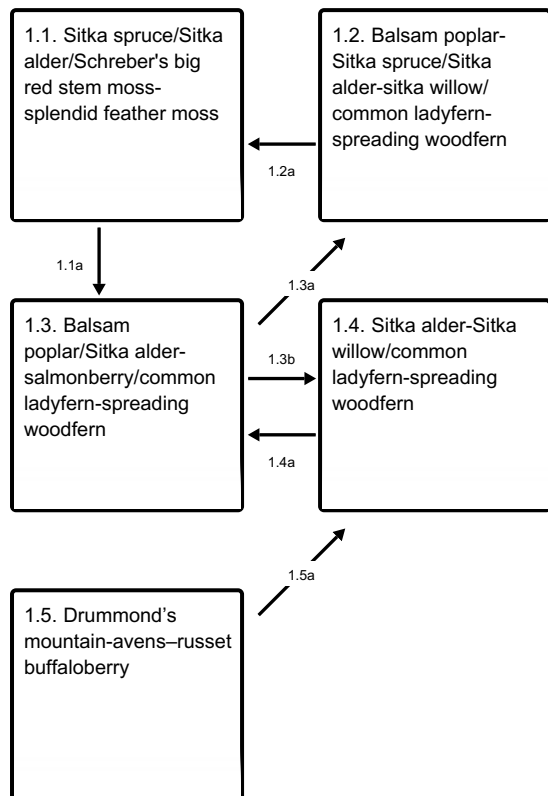 1.1. Sitka spruce/Sitka
alder/Schreber's big
red stem moss-
splendid feather moss
1.2. Balsam poplar-
Sitka spruce/Sitka
alder-sitka willow/
common ladyfern-
spreading woodfern
1.2a
1.1a
1.3a
1.3. Balsam
poplar/Sitka alder-
salmonberry/common
ladyfern-spreading
woodfern
1.3b
1.4a
1.4. Sitka alder-Sitka
willow/common
ladyfern-spreading
woodfern
1.5a
1.5. Drummond’s
mountain-avens–russet
buffaloberry